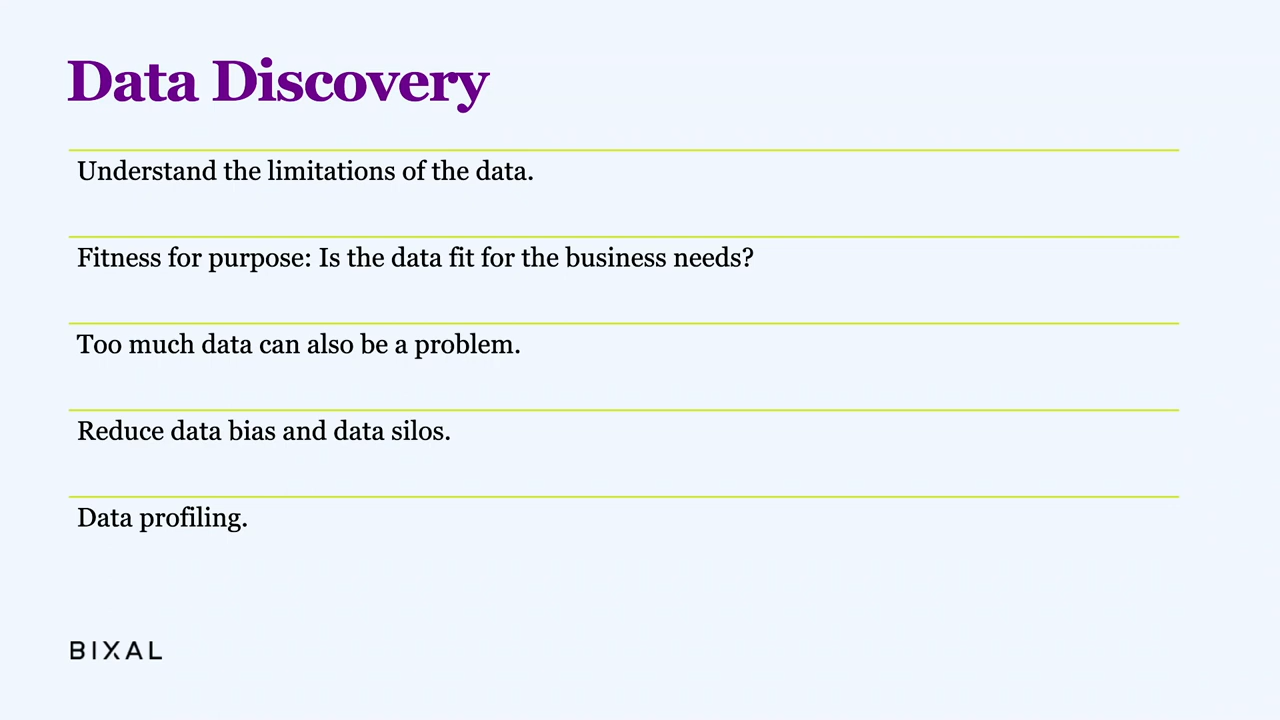 Data Discovery
Understand the limitations of the data.
Fitness for purpose: Is the data fit for the business needs?
Too much data can also be a problem.
Reduce data bias and data silos.
Data profiling.
BIXAL